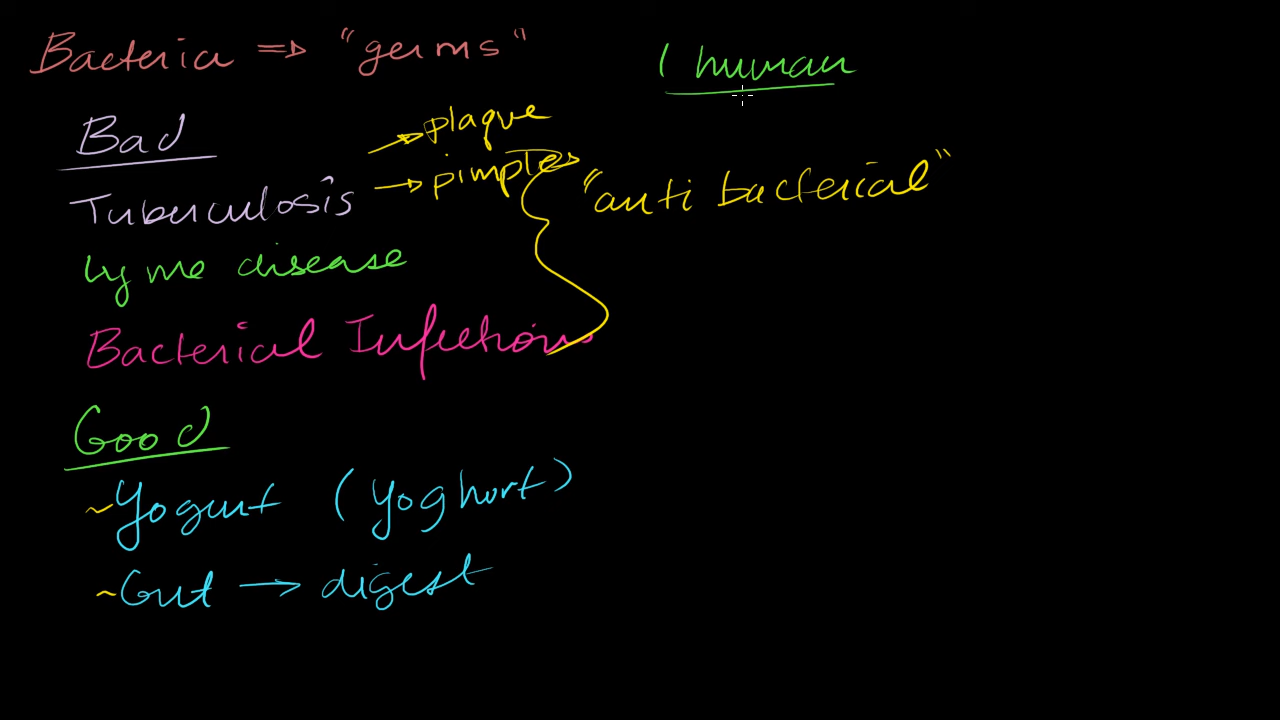 Bacteria ⇒ "germs"
1 human
Bad
→ plaque
→ pimples
"anti bacterial"
Tuberculosis
Lyme disease
Bacterial Infections
Good
~Yogurt (Yoghurt)
~Gut → digest